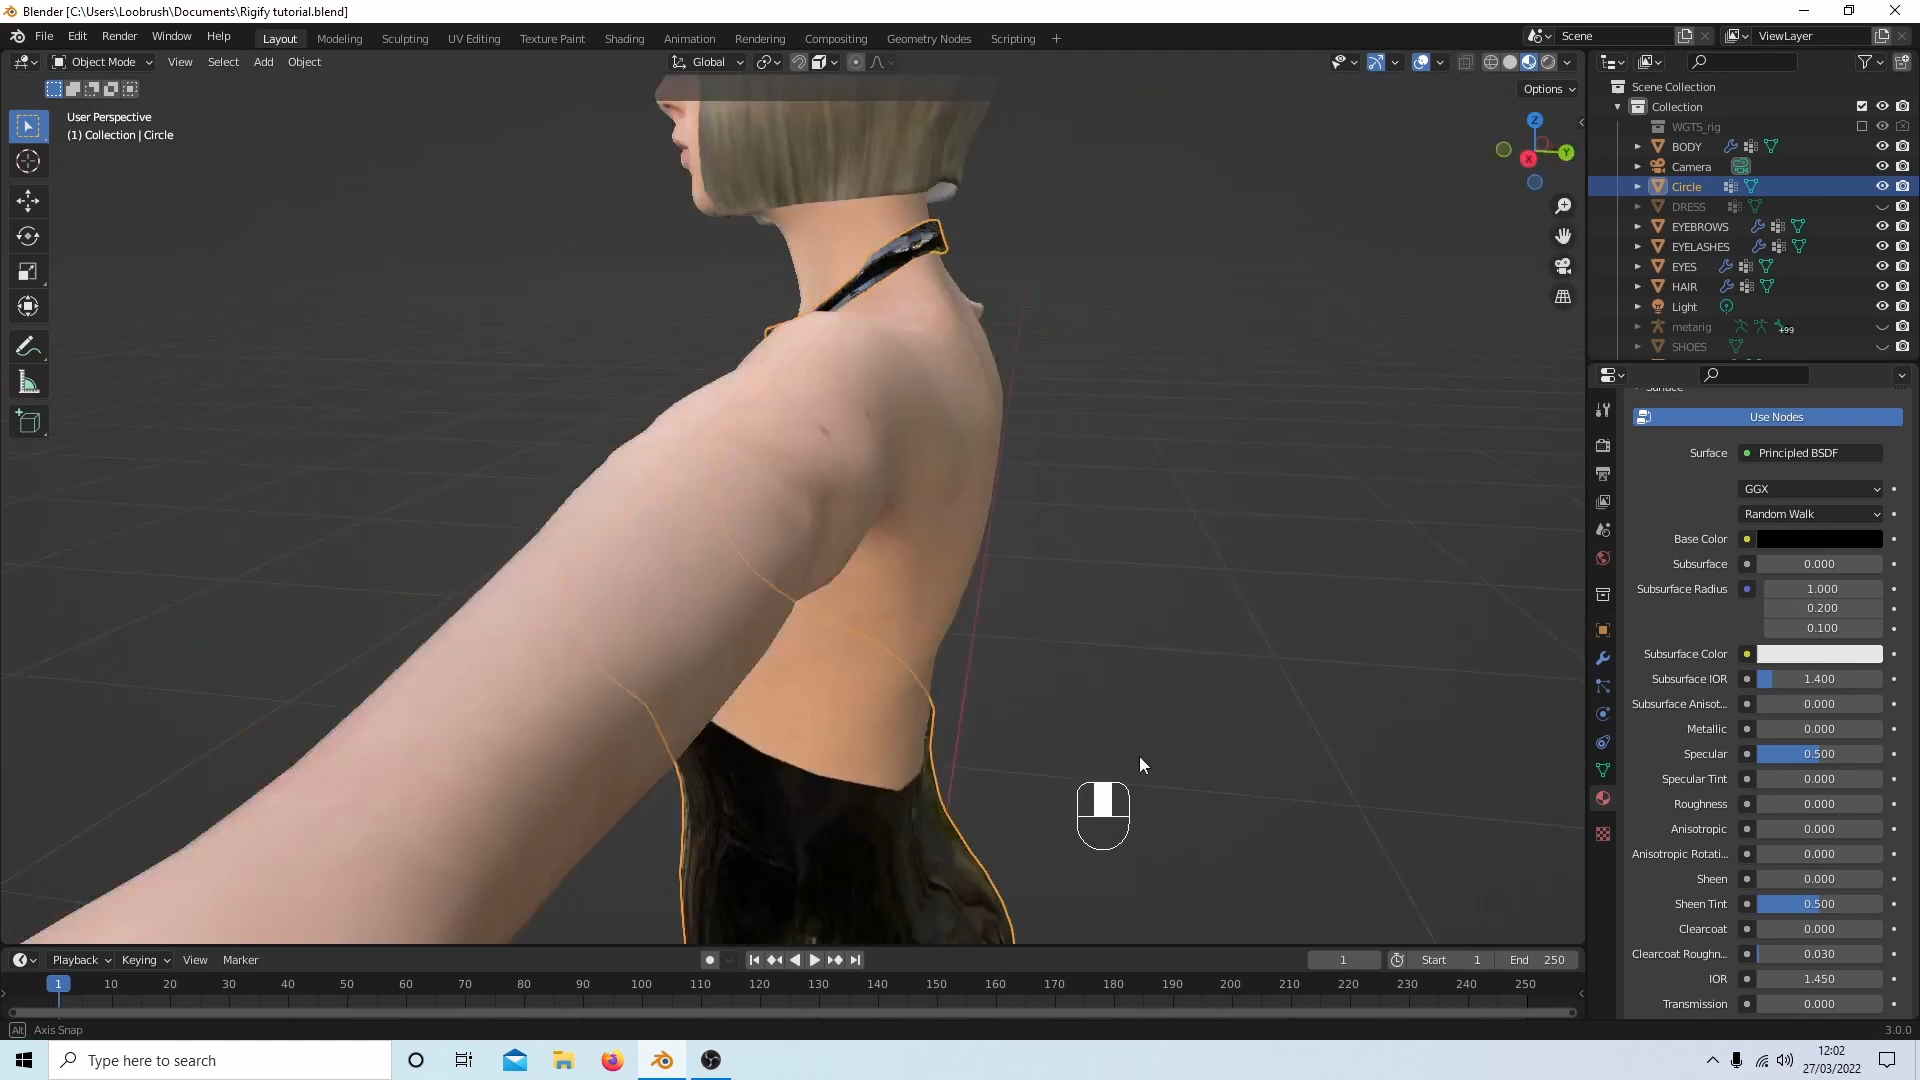 Blender [C:\Users\Loobrush\Documents\Rigify tutorial.blend]
File Edit Render Window Help
Layout Modeling Sculpting UV Editing Texture Paint Shading Animation Rendering Compositing Geometry Nodes Scripting
Scene
ViewLayer
Object Mode View Select Add Object
Global
Options
User Perspective
(1) Collection | Circle
X
Y
Z
Scene Collection
Collection
WGTS_rig
BODY
Camera
Circle
DRESS
EYEBROWS
EYELASHES
EYES
HAIR
Light
metarig +99
SHOES
Surface
Use Nodes
Surface Principled BSDF
GGX
Random Walk
Base Color
Subsurface 0.000
Subsurface Radius 1.000
0.200
0.100
Subsurface Color
Subsurface IOR 1.400
Subsurface Anisot... 0.000
Metallic 0.000
Specular 0.500
Specular Tint 0.000
Roughness 0.000
Anisotropic 0.000
Anisotropic Rotati... 0.000
Sheen 0.000
Sheen Tint 0.500
Clearcoat 0.000
Clearcoat Roughn... 0.030
IOR 1.450
Transmission 0.000
Playback Keying View Marker
1
Start 1
End 250
1 10 20 30 40 50 60 70 80 90 100 110 120 130 140 150 160 170 180 190 200 210 220 230 240 250
Alt Axis Snap
3.0.0
Type here to search
12:02
27/03/2022